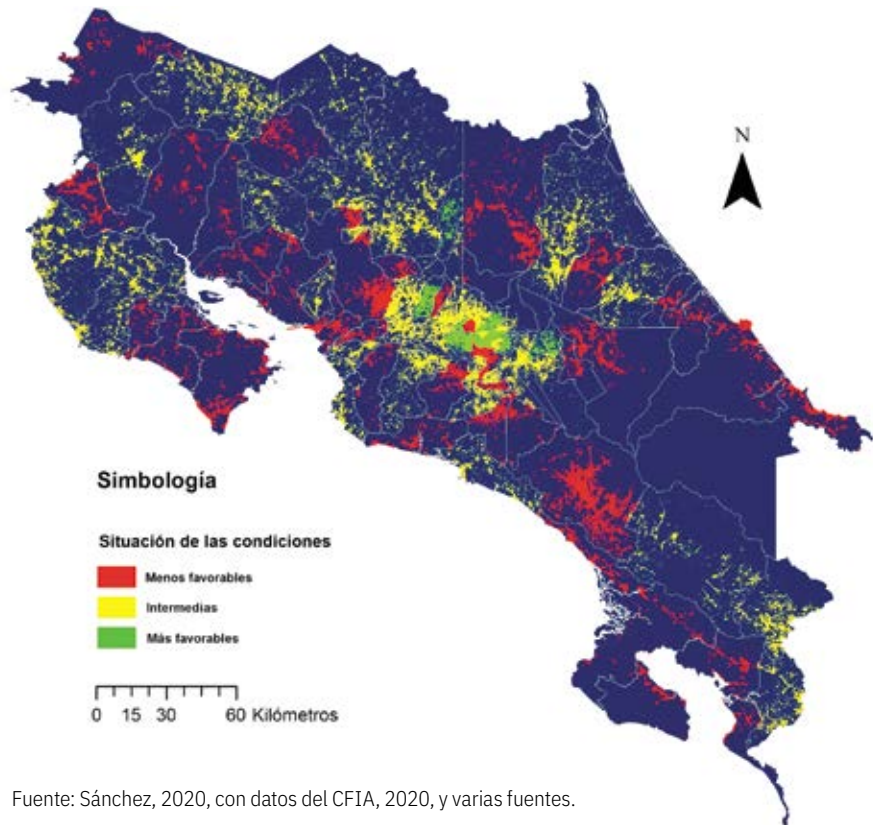 N
Simbología
Situación de las condiciones
Menos favorables
Intermedias
Más favorables
0 15 30 60 Kilómetros
Fuente: Sánchez, 2020, con datos del CFIA, 2020, y varias fuentes.